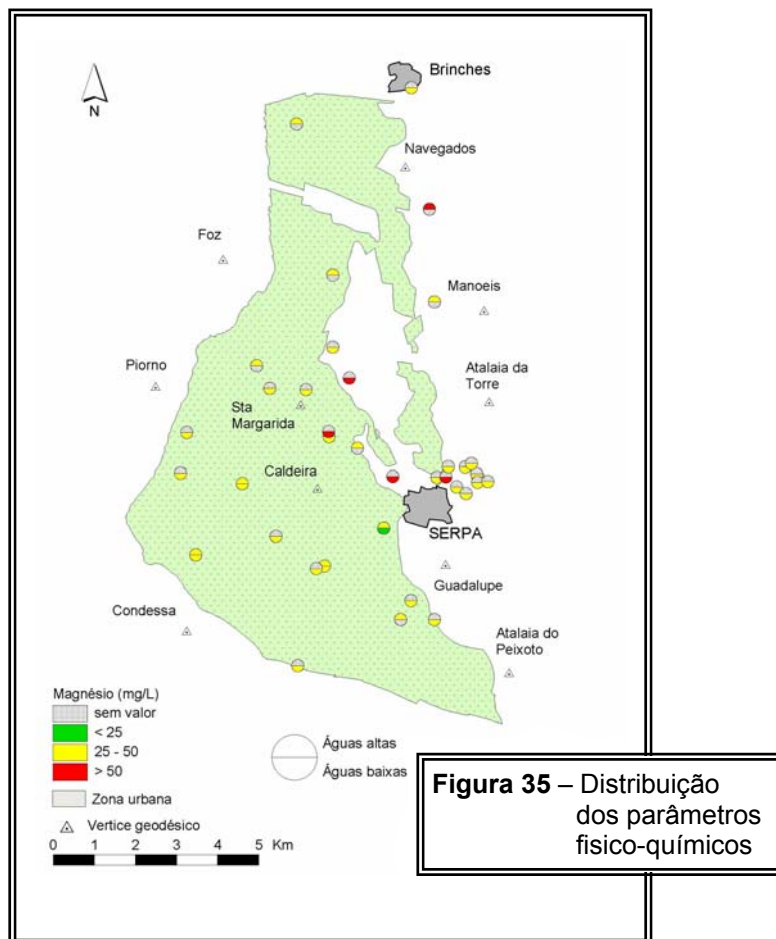 Brinches
N
Navegados
Foz
Manoeis
Piorno
Atalaia da
Torre
Sta
Margarida
Caldeira
SERPA
Guadalupe
Condessa
Atalaia do
Peixoto
Magnésio (mg/L)
sem valor
< 25
25 - 50
> 50
Zona urbana
Vertice geodésico
Águas altas
Águas baixas
0 1 2 3 4 5 Km
Figura 35 – Distribuição
dos parâmetros
fisico-químicos